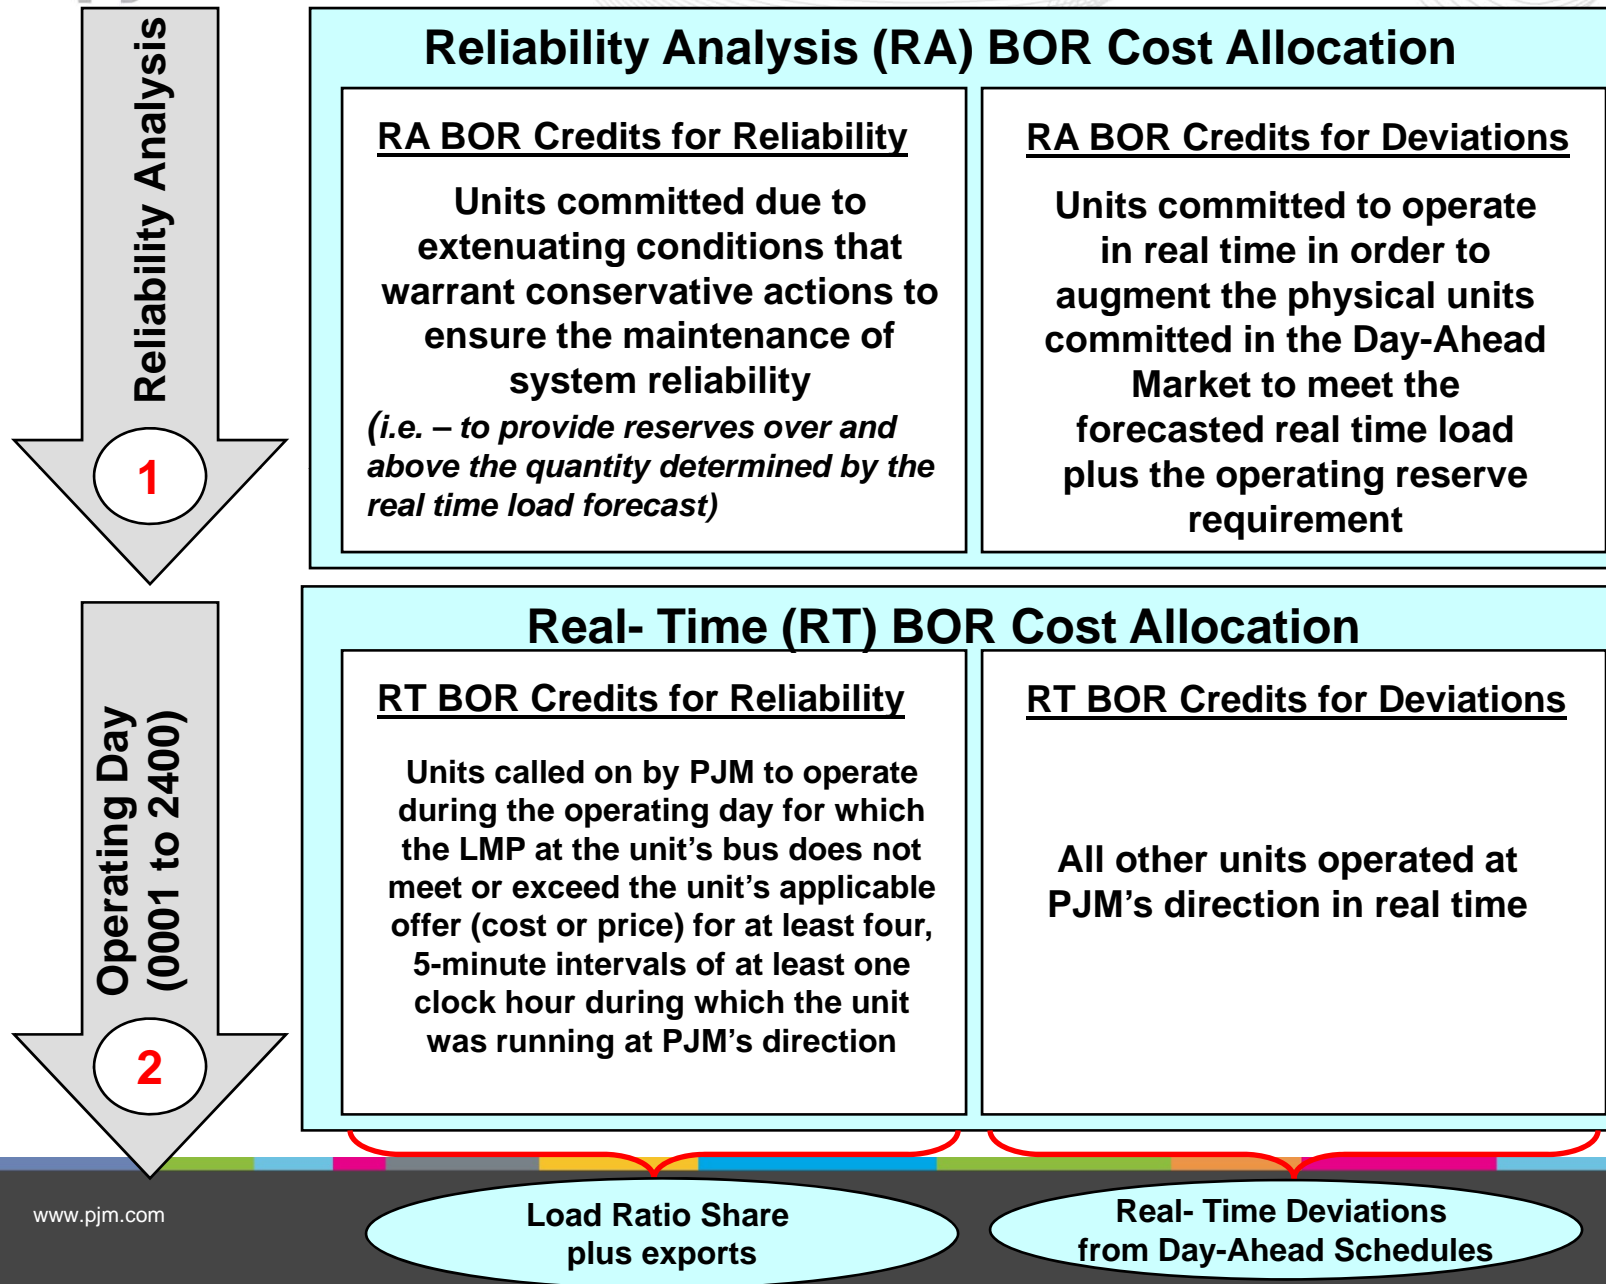 Reliability Analysis
1
Reliability Analysis (RA) BOR Cost Allocation
RA BOR Credits for Reliability
Units committed due to
extenuating conditions that
warrant conservative actions to
ensure the maintenance of
system reliability
(i.e. – to provide reserves over and
above the quantity determined by the
real time load forecast)
RA BOR Credits for Deviations
Units committed to operate
in real time in order to
augment the physical units
committed in the Day-Ahead
Market to meet the
forecasted real time load
plus the operating reserve
requirement
Operating Day
(0001 to 2400)
2
Real- Time (RT) BOR Cost Allocation
RT BOR Credits for Reliability
Units called on by PJM to operate
during the operating day for which
the LMP at the unit’s bus does not
meet or exceed the unit’s applicable
offer (cost or price) for at least four,
5-minute intervals of at least one
clock hour during which the unit
was running at PJM’s direction
RT BOR Credits for Deviations
All other units operated at
PJM’s direction in real time
www.pjm.com
Load Ratio Share
plus exports
Real- Time Deviations
from Day-Ahead Schedules